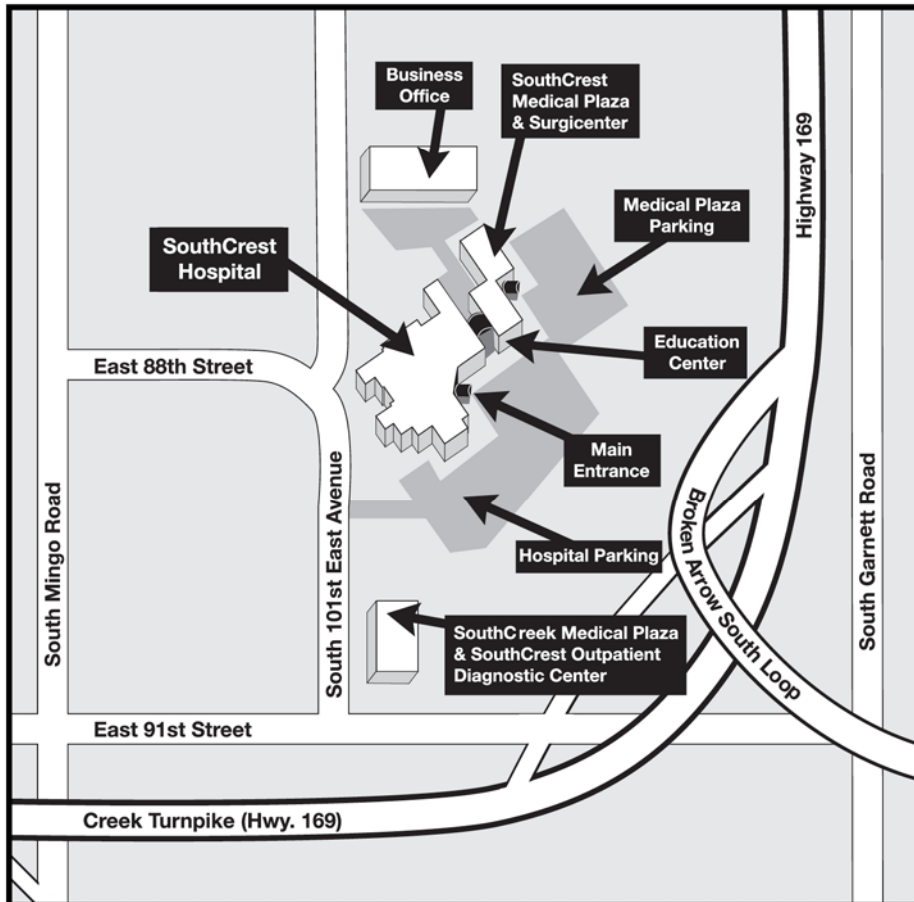 Business
Office
SouthCrest
Medical Plaza
& Surgicenter
Highway 169
Medical Plaza
Parking
SouthCrest
Hospital
East 88th Street
Education
Center
Main
Entrance
South Mingo Road
South 101st East Avenue
Broken Arrow South Loop
South Garnett Road
Hospital Parking
SouthCreek Medical Plaza
& SouthCrest Outpatient
Diagnostic Center
East 91st Street
Creek Turnpike (Hwy. 169)